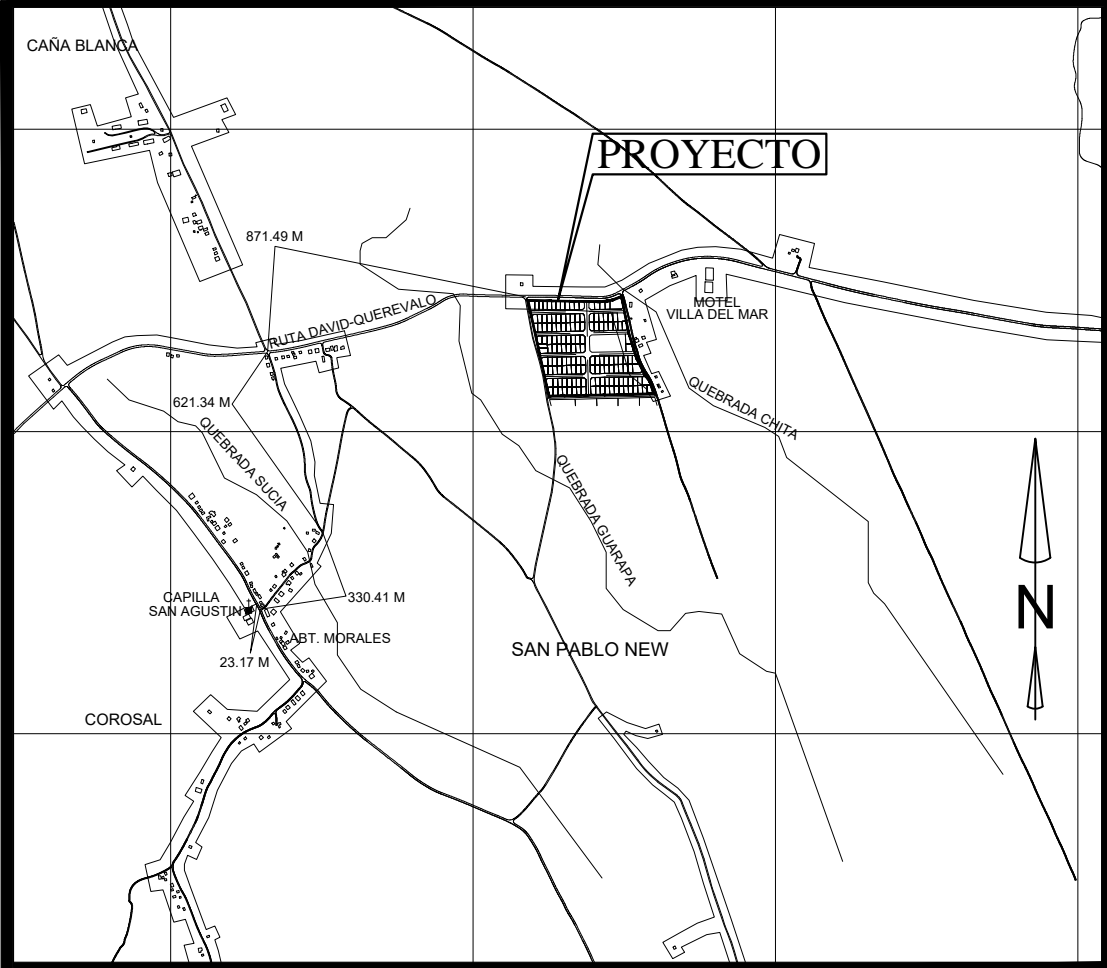 CAÑA BLANCA
PROYECTO
871.49 M
RUTA DAVID-QUEREVALO
MOTEL
VILLA DEL MAR
621.34 M
QUEBRADA SUCIA
QUEBRADA CHITA
QUEBRADA GUARAPA
N
CAPILLA
SAN AGUSTIN
330.41 M
ABT. MORALES
SAN PABLO NEW
23.17 M
COROSAL